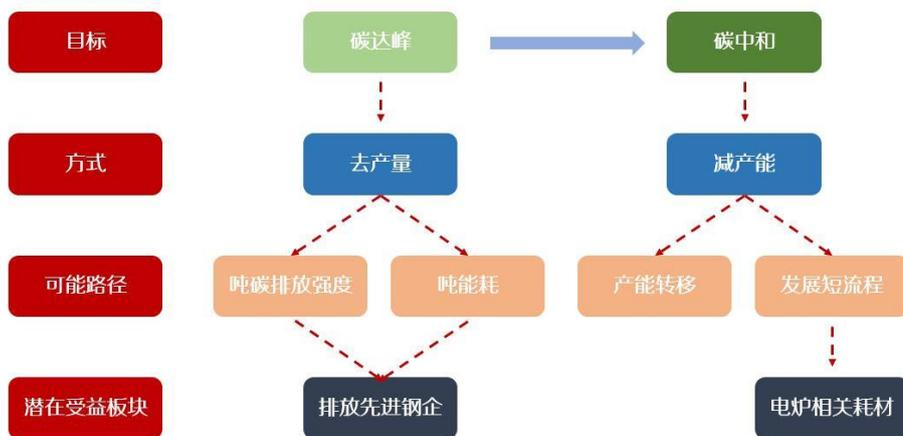 目标
碳达峰
碳中和
方式
去产量
减产能
可能路径
吨碳排放强度
吨能耗
产能转移
发展短流程
潜在受益板块
排放先进钢企
电炉相关耗材